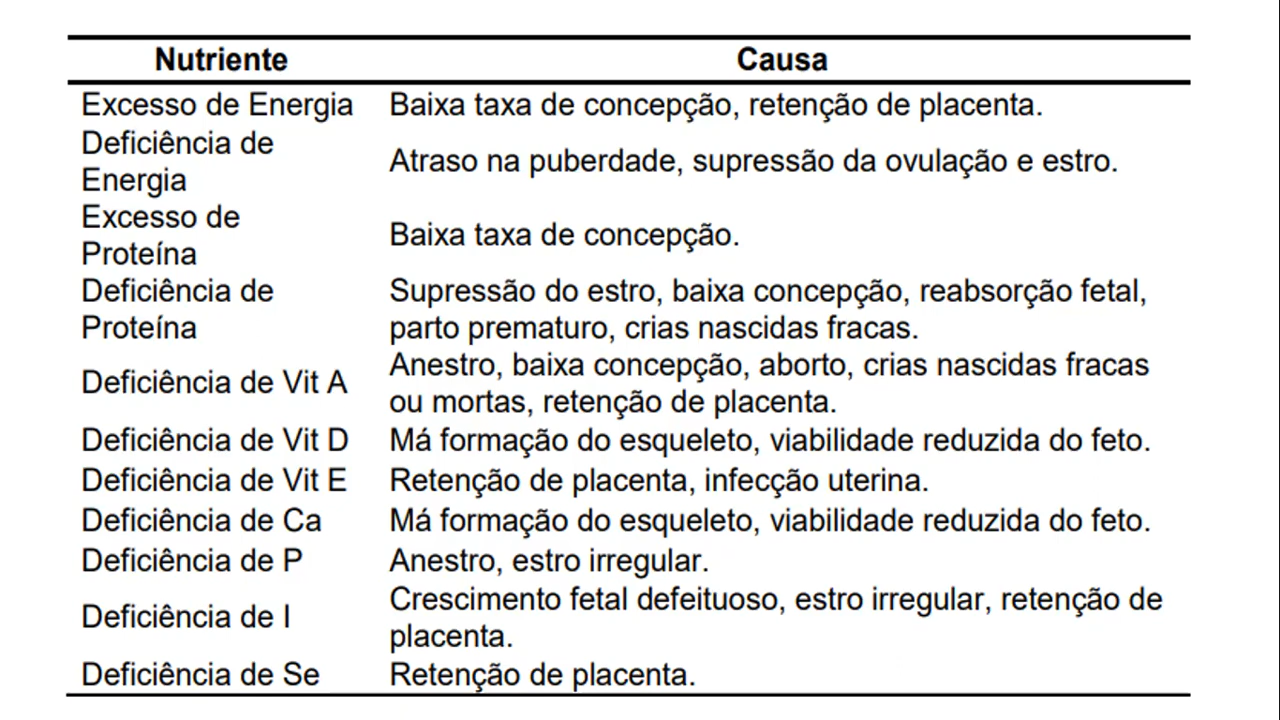 Nutriente Causa
Excesso de Energia Baixa taxa de concepção, retenção de placenta.
Deficiência de
Energia
Atraso na puberdade, supressão da ovulação e estro.
Excesso de
Proteína
Baixa taxa de concepção.
Deficiência de
Proteína
Supressão do estro, baixa concepção, reabsorção fetal,
parto prematuro, crias nascidas fracas.
Deficiência de Vit A
Anestro, baixa concepção, aborto, crias nascidas fracas
ou mortas, retenção de placenta.
Deficiência de Vit D Má formação do esqueleto, viabilidade reduzida do feto.
Deficiência de Vit E Retenção de placenta, infecção uterina.
Deficiência de Ca Má formação do esqueleto, viabilidade reduzida do feto.
Deficiência de P Anestro, estro irregular.
Deficiência de I
Crescimento fetal defeituoso, estro irregular, retenção de
placenta.
Deficiência de Se Retenção de placenta.